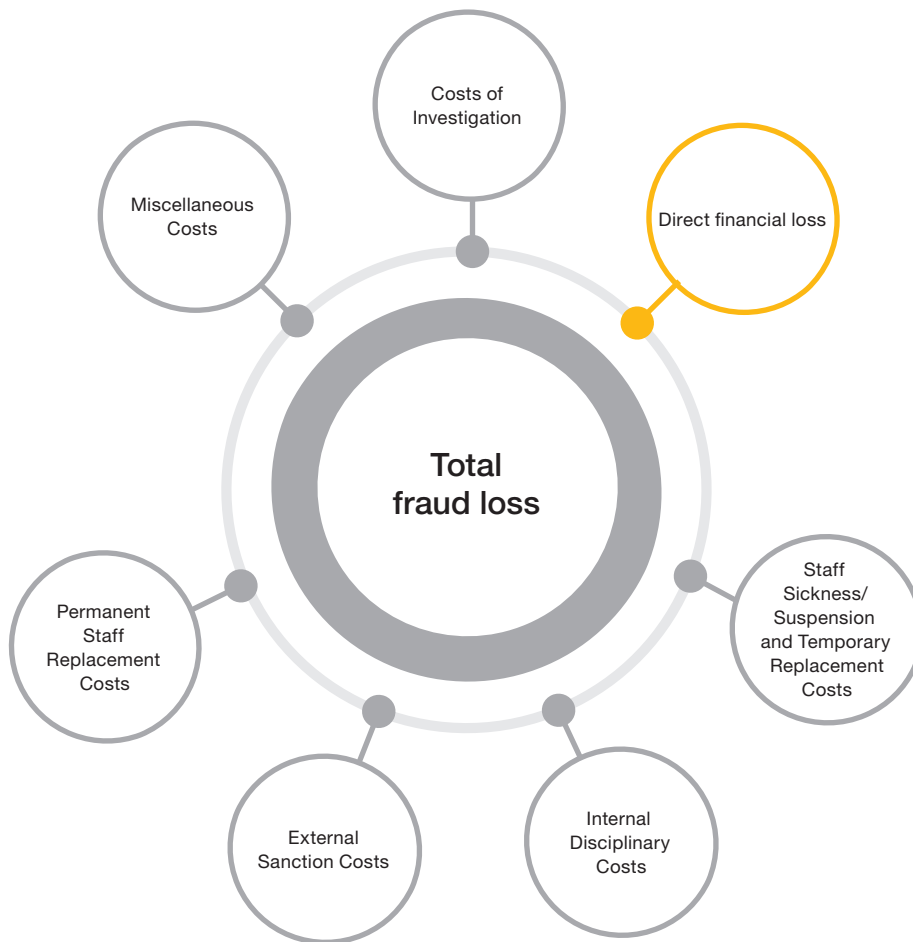 Costs of
Investigation
Direct financial loss
Miscellaneous
Costs
Total
fraud loss
Staff
Sickness/
Suspension
and Temporary
Replacement
Costs
Permanent
Staff
Replacement
Costs
Internal
Disciplinary
Costs
External
Sanction Costs